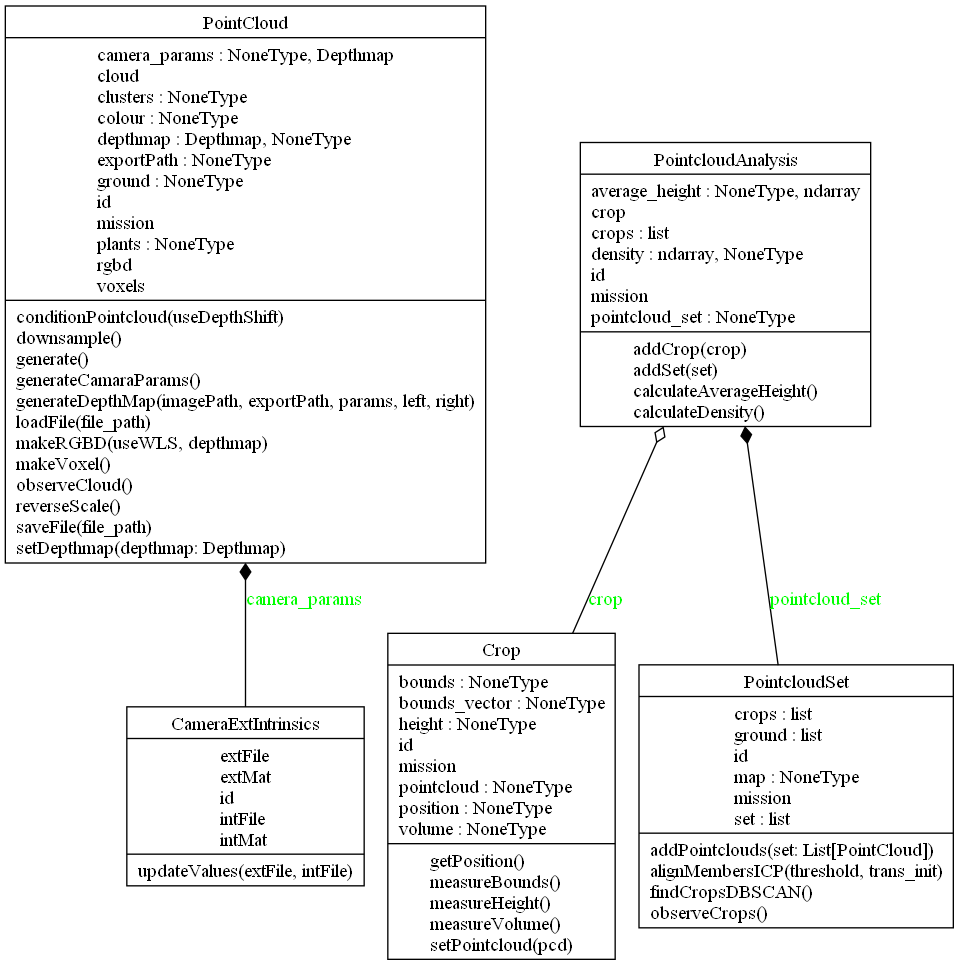 PointCloud
camera_params : NoneType, Depthmap
cloud
clusters : NoneType
colour : NoneType
depthmap : Depthmap, NoneType
exportPath : NoneType
ground : NoneType
id
mission
plants : NoneType
rgbd
voxels
conditionPointcloud(useDepthShift)
downsample()
generate()
generateCamaraParams()
generateDepthMap(imagePath, exportPath, params, left, right)
loadFile(file_path)
makeRGBD(useWLS, depthmap)
makeVoxel()
observeCloud()
reverseScale()
saveFile(file_path)
setDepthmap(depthmap: Depthmap)
PointcloudAnalysis
average_height : NoneType, ndarray
crop
crops : list
density : ndarray, NoneType
id
mission
pointcloud_set : NoneType
addCrop(crop)
addSet(set)
calculateAverageHeight()
calculateDensity()
camera_params
crop
pointcloud_set
CameraExtIntrinsics
extFile
extMat
id
intFile
intMat
updateValues(extFile, intFile)
Crop
bounds : NoneType
bounds_vector : NoneType
height : NoneType
id
mission
pointcloud : NoneType
position : NoneType
volume : NoneType
getPosition()
measureBounds()
measureHeight()
measureVolume()
setPointcloud(pcd)
PointcloudSet
crops : list
ground : list
id
map : NoneType
mission
set : list
addPointclouds(set: List[PointCloud])
alignMembersICP(threshold, trans_init)
findCropsDBSCAN()
observeCrops()